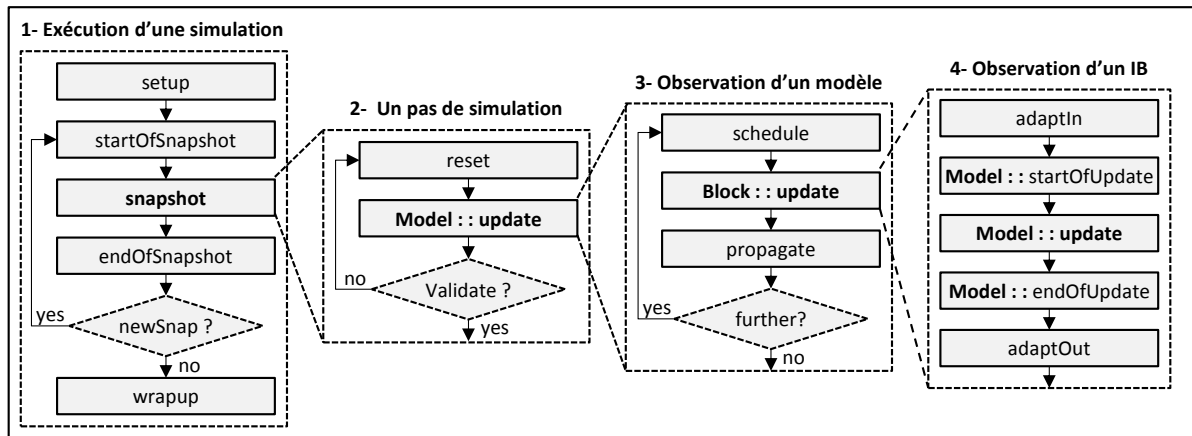 1- Exécution d'une simulation
setup
startOfSnapshot
snapshot
endOfSnapshot
newSnap ?
yes
no
wrapup
2- Un pas de simulation
reset
Model : : update
Validate ?
no
yes
3- Observation d'un modèle
schedule
Block : : update
propagate
further?
yes
no
4- Observation d'un IB
adaptIn
Model : : startOfUpdate
Model : : update
Model : : endOfUpdate
adaptOut